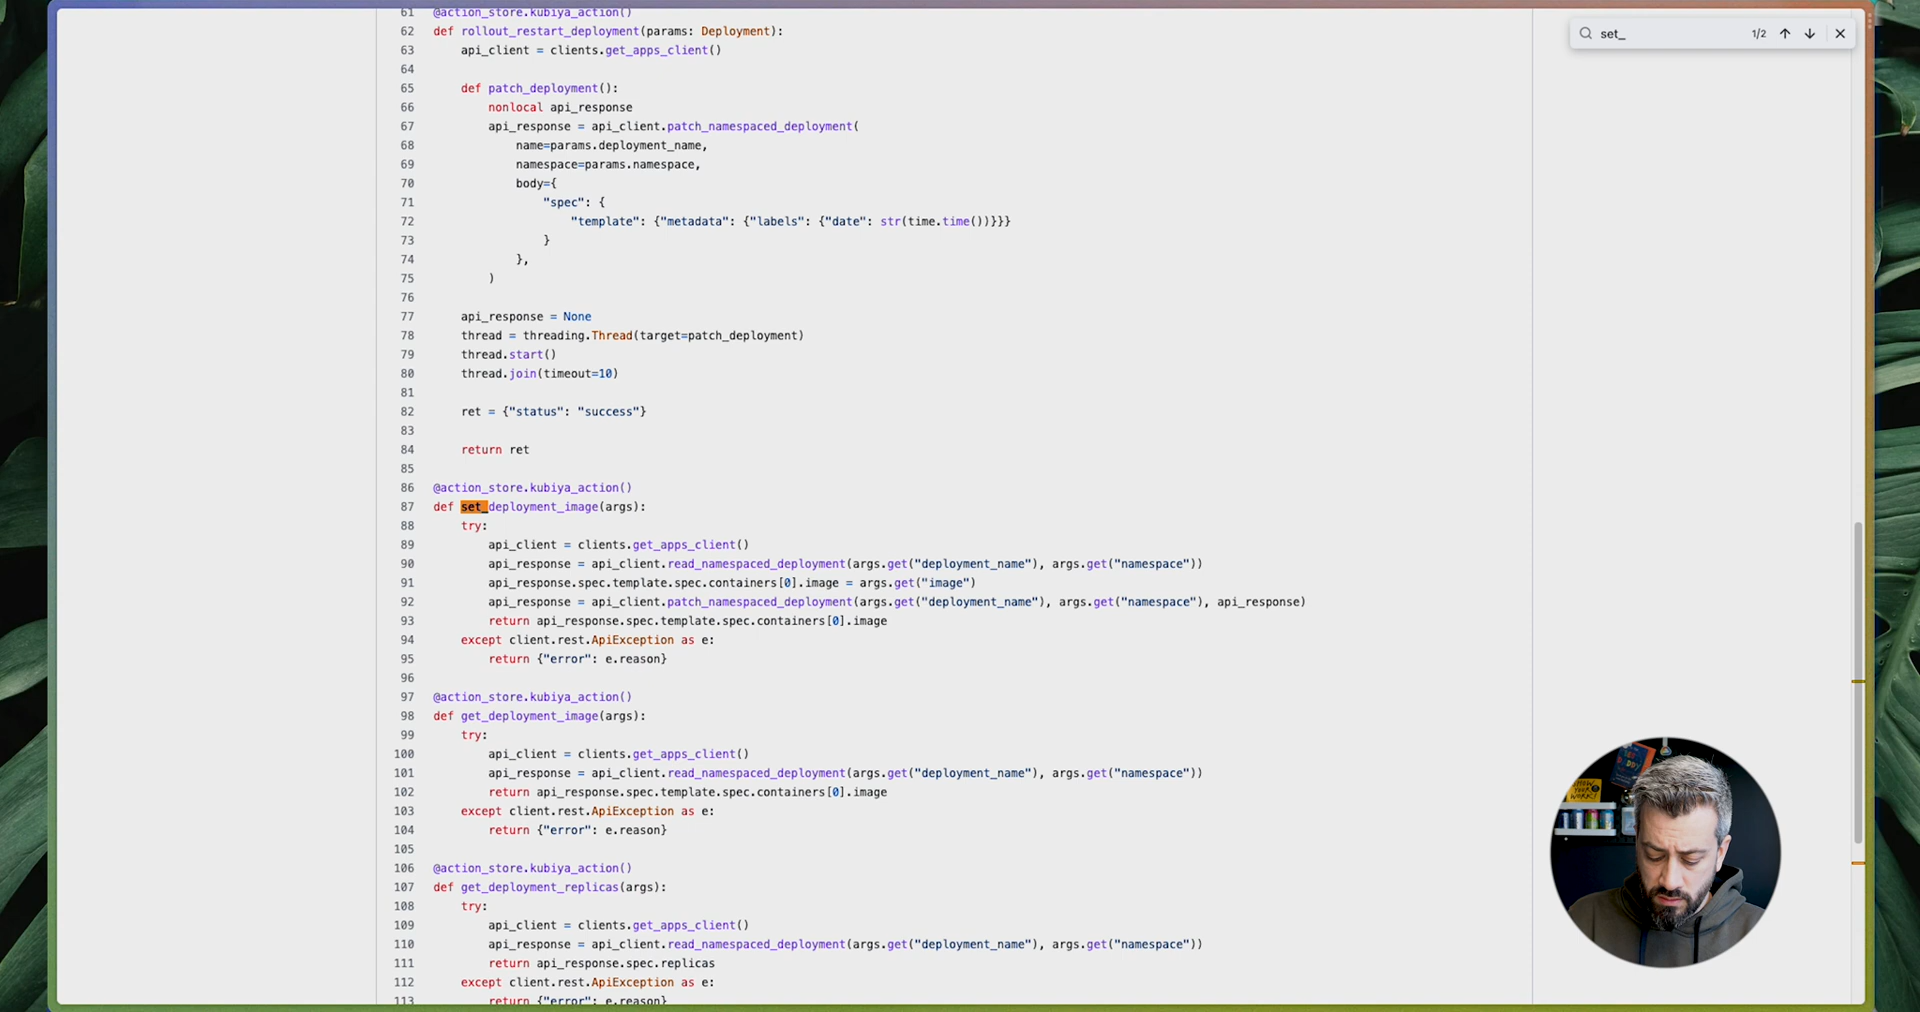 61 @action_store.kubiya_action()
set_ 1/2
62 def rollout_restart_deployment(params: Deployment):
63 api_client = clients.get_apps_client()
64
65 def patch_deployment():
66 nonlocal api_response
67 api_response = api_client.patch_namespaced_deployment(
68 name=params.deployment_name,
69 namespace=params.namespace,
70 body={
71 "spec": {
72 "template": {"metadata": {"labels": {"date": str(time.time())}}}
73 }
74 },
75 )
76
77 api_response = None
78 thread = threading.Thread(target=patch_deployment)
79 thread.start()
80 thread.join(timeout=10)
81
82 ret = {"status": "success"}
83
84 return ret
85
86 @action_store.kubiya_action()
87 def set_deployment_image(args):
88 try:
89 api_client = clients.get_apps_client()
90 api_response = api_client.read_namespaced_deployment(args.get("deployment_name"), args.get("namespace"))
91 api_response.spec.template.spec.containers[0].image = args.get("image")
92 api_response = api_client.patch_namespaced_deployment(args.get("deployment_name"), args.get("namespace"), api_response)
93 return api_response.spec.template.spec.containers[0].image
94 except client.rest.ApiException as e:
95 return {"error": e.reason}
96
97 @action_store.kubiya_action()
98 def get_deployment_image(args):
99 try:
100 api_client = clients.get_apps_client()
101 api_response = api_client.read_namespaced_deployment(args.get("deployment_name"), args.get("namespace"))
102 return api_response.spec.template.spec.containers[0].image
103 except client.rest.ApiException as e:
104 return {"error": e.reason}
105
106 @action_store.kubiya_action()
107 def get_deployment_replicas(args):
108 try:
109 api_client = clients.get_apps_client()
110 api_response = api_client.read_namespaced_deployment(args.get("deployment_name"), args.get("namespace"))
111 return api_response.spec.replicas
112 except client.rest.ApiException as e:
113 return {"error": e.reason}
SHOW
YOUR
WORK!